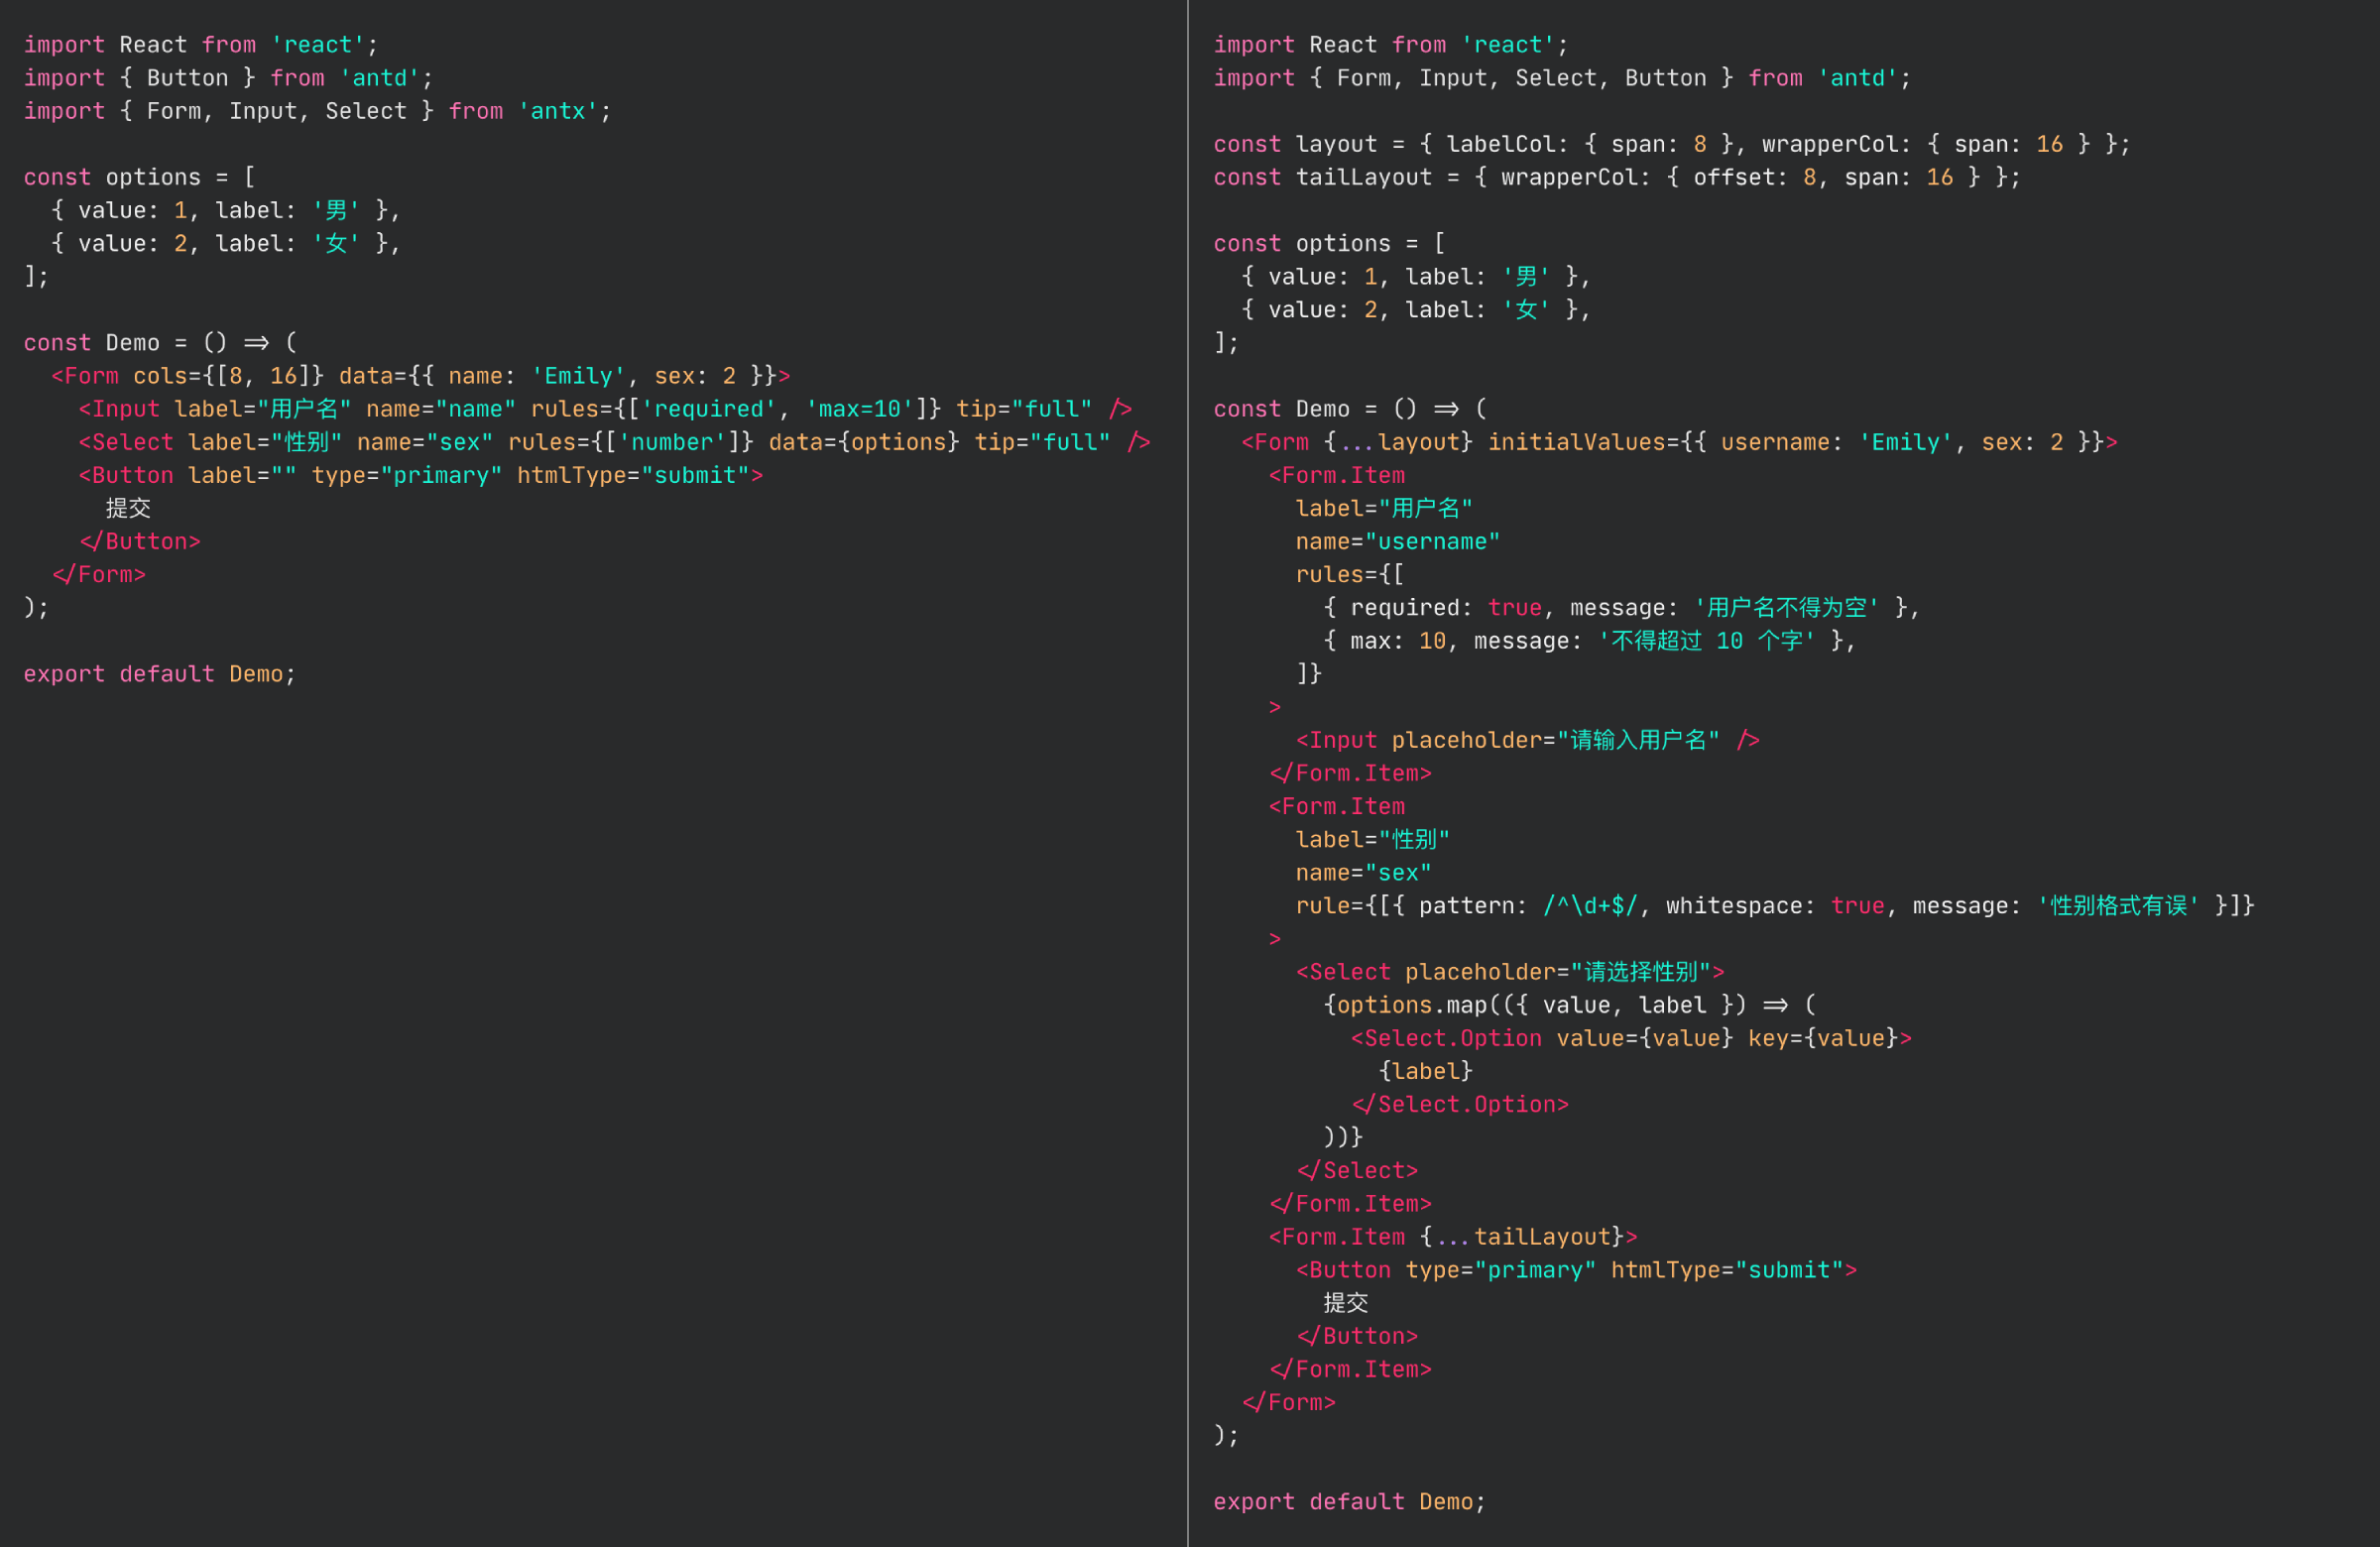 import React from 'react';
import { Button } from 'antd';
import { Form, Input, Select } from 'antx';

const options = [
  { value: 1, label: '男' },
  { value: 2, label: '女' },
];

const Demo = () => (
  <Form cols={[8, 16]} data={{ name: 'Emily', sex: 2 }}>
    <Input label="用户名" name="name" rules={['required', 'max=10']} tip="full" />
    <Select label="性别" name="sex" rules={['number']} data={options} tip="full" />
    <Button label="" type="primary" htmlType="submit">
      提交
    </Button>
  </Form>
);

export default Demo;

import React from 'react';
import { Form, Input, Select, Button } from 'antd';

const layout = { labelCol: { span: 8 }, wrapperCol: { span: 16 } };
const tailLayout = { wrapperCol: { offset: 8, span: 16 } };

const options = [
  { value: 1, label: '男' },
  { value: 2, label: '女' },
];

const Demo = () => (
  <Form {...layout} initialValues={{ username: 'Emily', sex: 2 }}>
    <Form.Item
      label="用户名"
      name="username"
      rules={[
        { required: true, message: '用户名不得为空' },
        { max: 10, message: '不得超过 10 个字' },
      ]}
    >
      <Input placeholder="请输入用户名" />
    </Form.Item>
    <Form.Item
      label="性别"
      name="sex"
      rule={[{ pattern: /^\d+$/, whitespace: true, message: '性别格式有误' }]}
    >
      <Select placeholder="请选择性别">
        {options.map(({ value, label }) => (
          <Select.Option value={value} key={value}>
            {label}
          </Select.Option>
        ))}
      </Select>
    </Form.Item>
    <Form.Item {...tailLayout}>
      <Button type="primary" htmlType="submit">
        提交
      </Button>
    </Form.Item>
  </Form>
);

export default Demo;